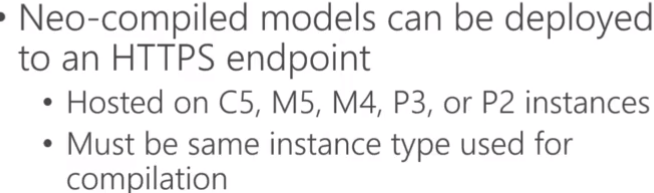 • Neo-compiled models can be deployed
to an HTTPS endpoint
• Hosted on C5, M5, M4, P3, or P2 instances
• Must be same instance type used for
compilation